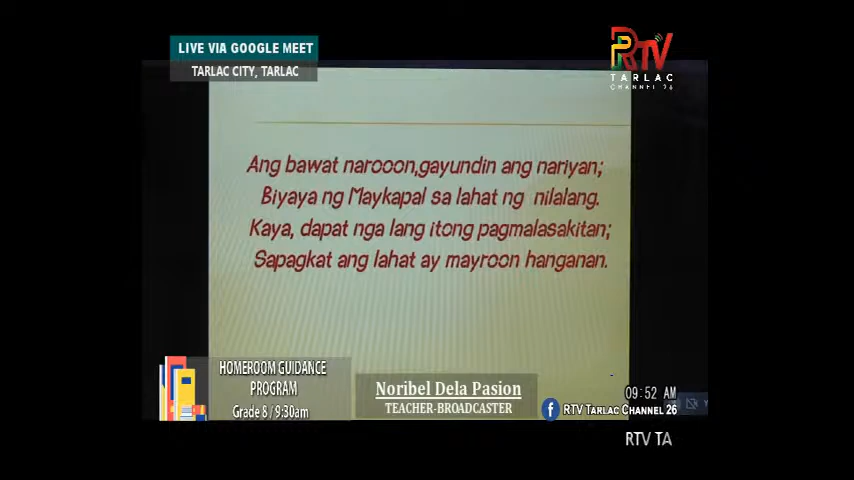 LIVE VIA GOOGLE MEET
TARLAC CITY, TARLAC
RTV
TARLAC
CHANNEL 26
Ang bawat narooon,gayundin ang nariyan;
Biyaya ng Maykapal sa lahat ng nilalang.
Kaya, dapat nga lang itong pagmalasakitan;
Sapagkat ang lahat ay mayroon hanganan.
HOMEROOM GUIDANCE
PROGRAM
Grade 8 / 9:30am
Noribel Dela Pasion
TEACHER-BROADCASTER
09:52 AM
RTV TARLAC CHANNEL 26
RTV TA